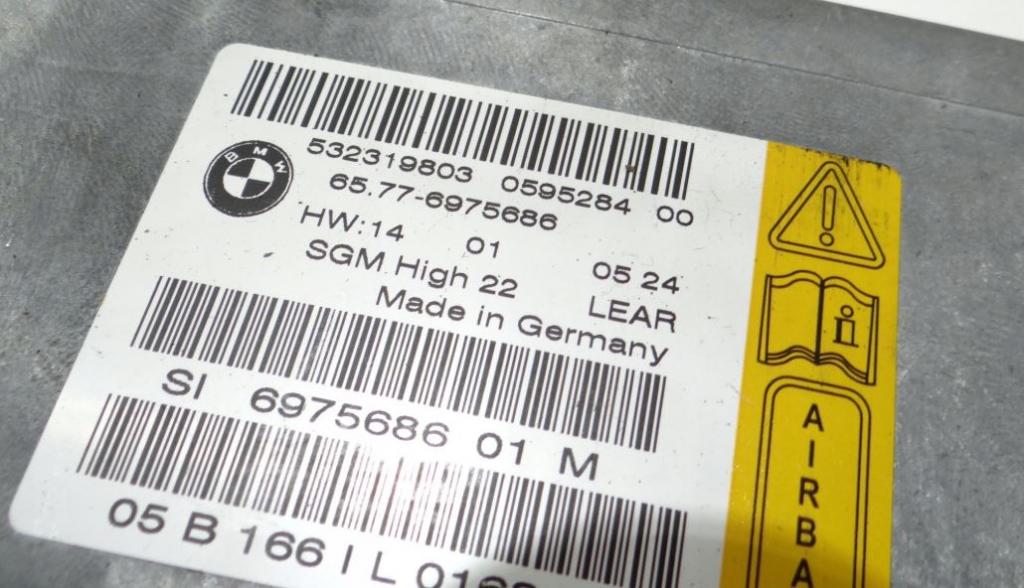 BMW
532319803 0595284 00
65.77-6975686
HW:14 01 05 24
SGM High 22 LEAR
Made in Germany
SI 6975686 01 M
05 B 166 I L
AIRBA